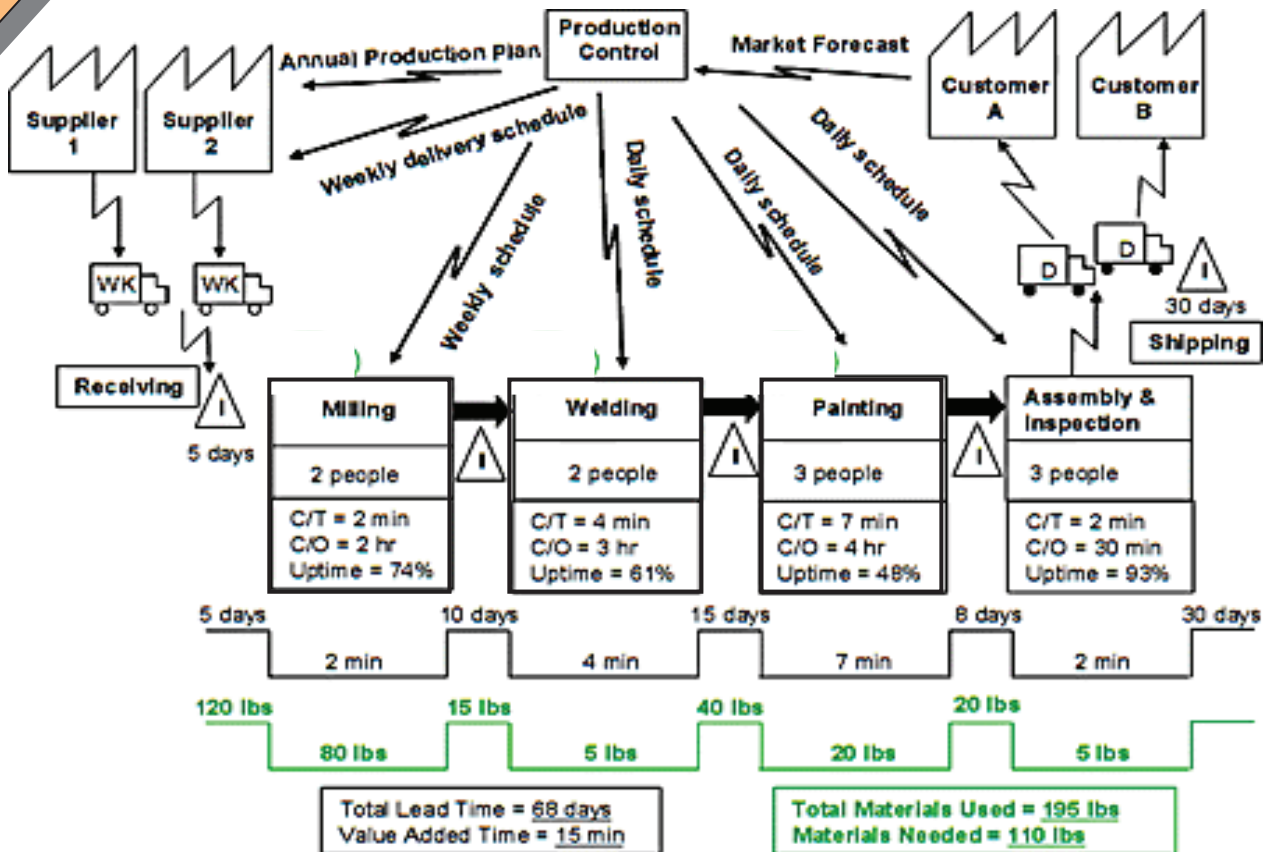 Production
Control
Annual Production Plan
Market Forecast
Supplier
1
Supplier
2
Customer
A
Customer
B
Weekly delivery schedule
Weekly schedule
Daily schedule
Daily schedule
Daily schedule
WK
WK
D
D
I
30 days
Shipping
Receiving
I
5 days
Milling
2 people
C/T = 2 min
C/O = 2 hr
Uptime = 74%
I
Welding
2 people
C/T = 4 min
C/O = 3 hr
Uptime = 61%
I
Painting
3 people
C/T = 7 min
C/O = 4 hr
Uptime = 48%
I
Assembly &
Inspection
3 people
C/T = 2 min
C/O = 30 min
Uptime = 93%
5 days 10 days 15 days 8 days 30 days
2 min 4 min 7 min 2 min
120 lbs 15 lbs 40 lbs 20 lbs
80 lbs 5 lbs 20 lbs 5 lbs
Total Lead Time = 68 days
Value Added Time = 15 min
Total Materials Used = 195 lbs
Materials Needed = 110 lbs